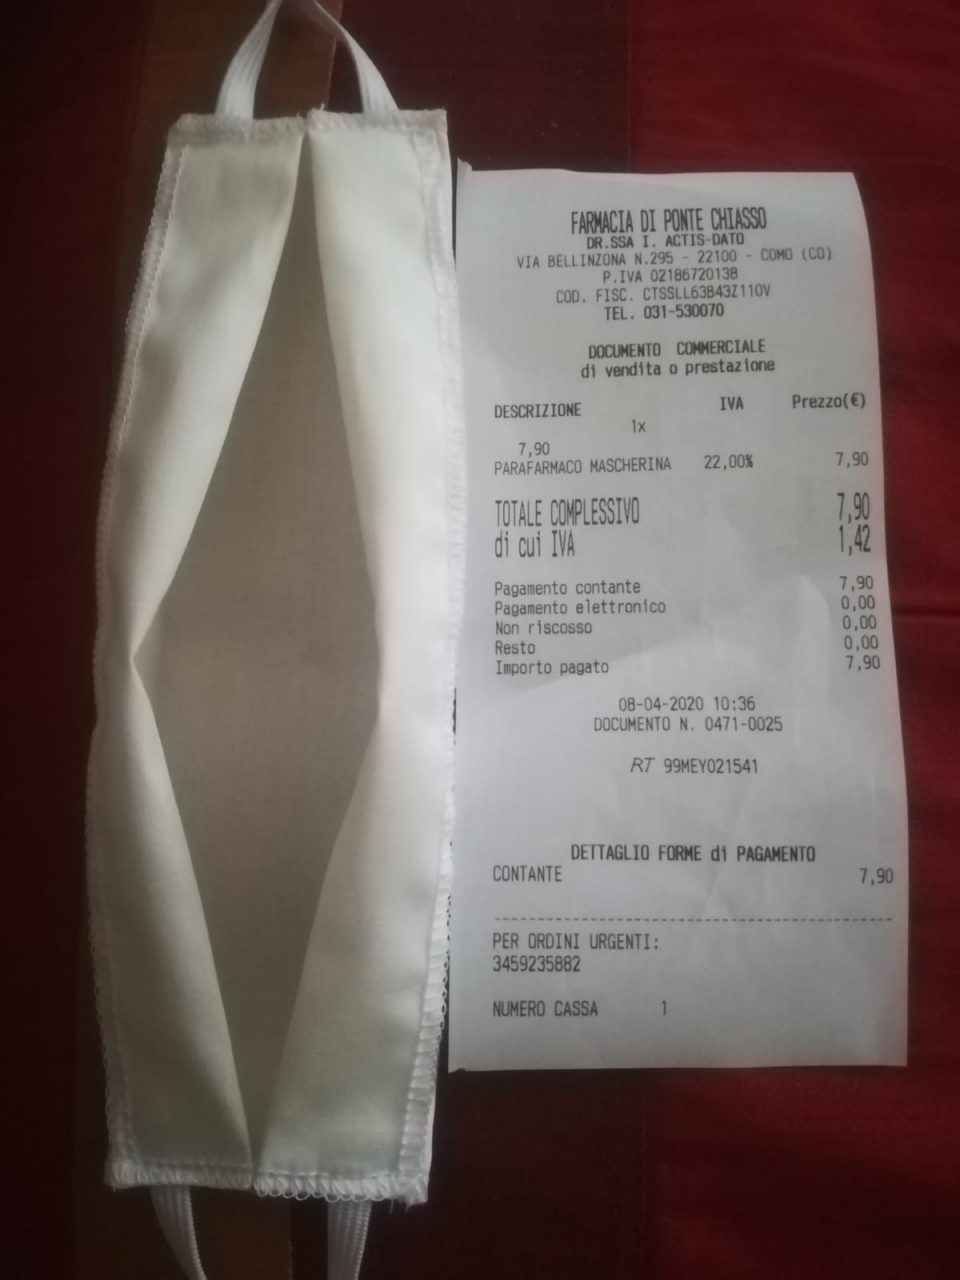 FARMACIA DI PONTE CHIASSO
DR.SSA I. ACTIS-DATO
VIA BELLINZONA N.295 - 22100 - COMO (CO)
P.IVA 02186720138
COD. FISC. CTSSLL63B43Z110V
TEL. 031-530070
DOCUMENTO COMMERCIALE
di vendita o prestazione
DESCRIZIONE IVA Prezzo(€)
1x
7,90
PARAFARMACO MASCHERINA 22,00% 7,90
TOTALE COMPLESSIVO 7,90
di cui IVA 1,42
Pagamento contante 7,90
Pagamento elettronico 0,00
Non riscosso 0,00
Resto 0,00
Importo pagato 7,90
08-04-2020 10:36
DOCUMENTO N. 0471-0025
RT 99MEY021541
DETTAGLIO FORME di PAGAMENTO
CONTANTE 7,90
PER ORDINI URGENTI:
3459235882
NUMERO CASSA 1